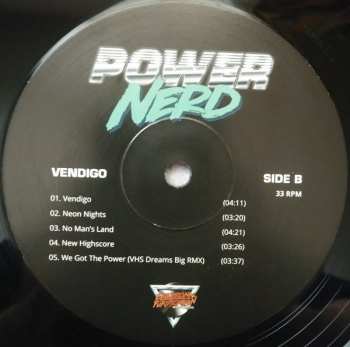 POWER
NERD
VENDIGO
SIDE B
33 RPM
01. Vendigo (04:11)
02. Neon Nights (03:20)
03. No Man's Land (04:21)
04. New Highscore (03:26)
05. We Got The Power (VHS Dreams Big RMX) (03:37)